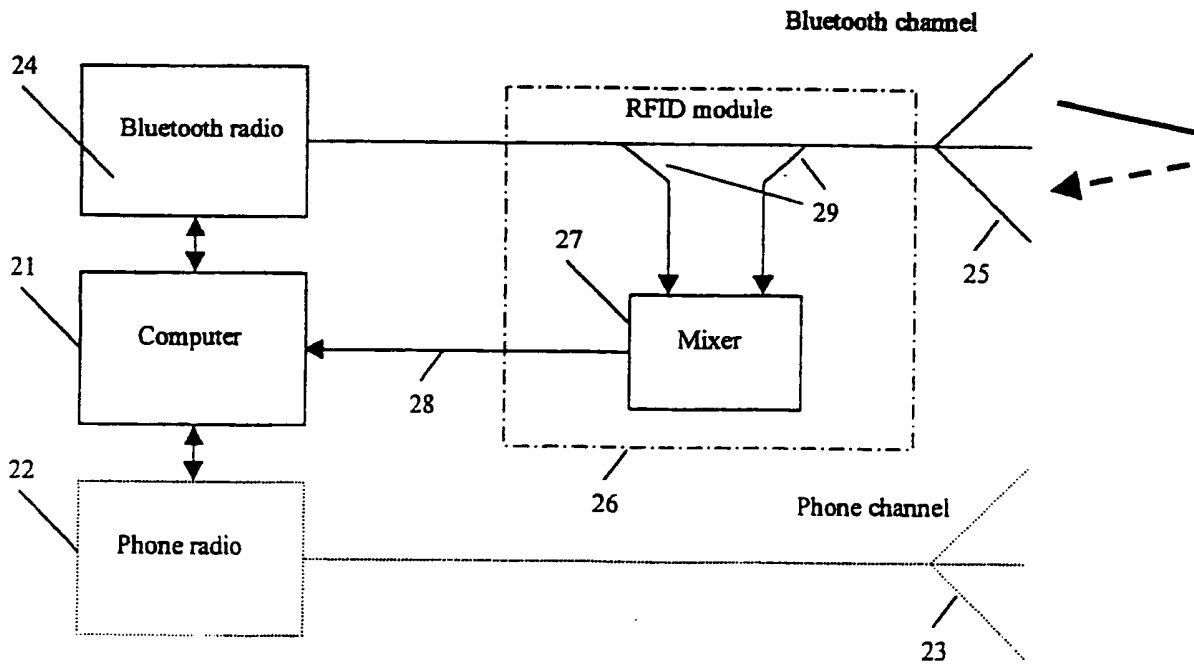 Bluetooth channel
24
Bluetooth radio
RFID module
29
25
27
21
Computer
Mixer
28
22
26
Phone channel
Phone radio
23